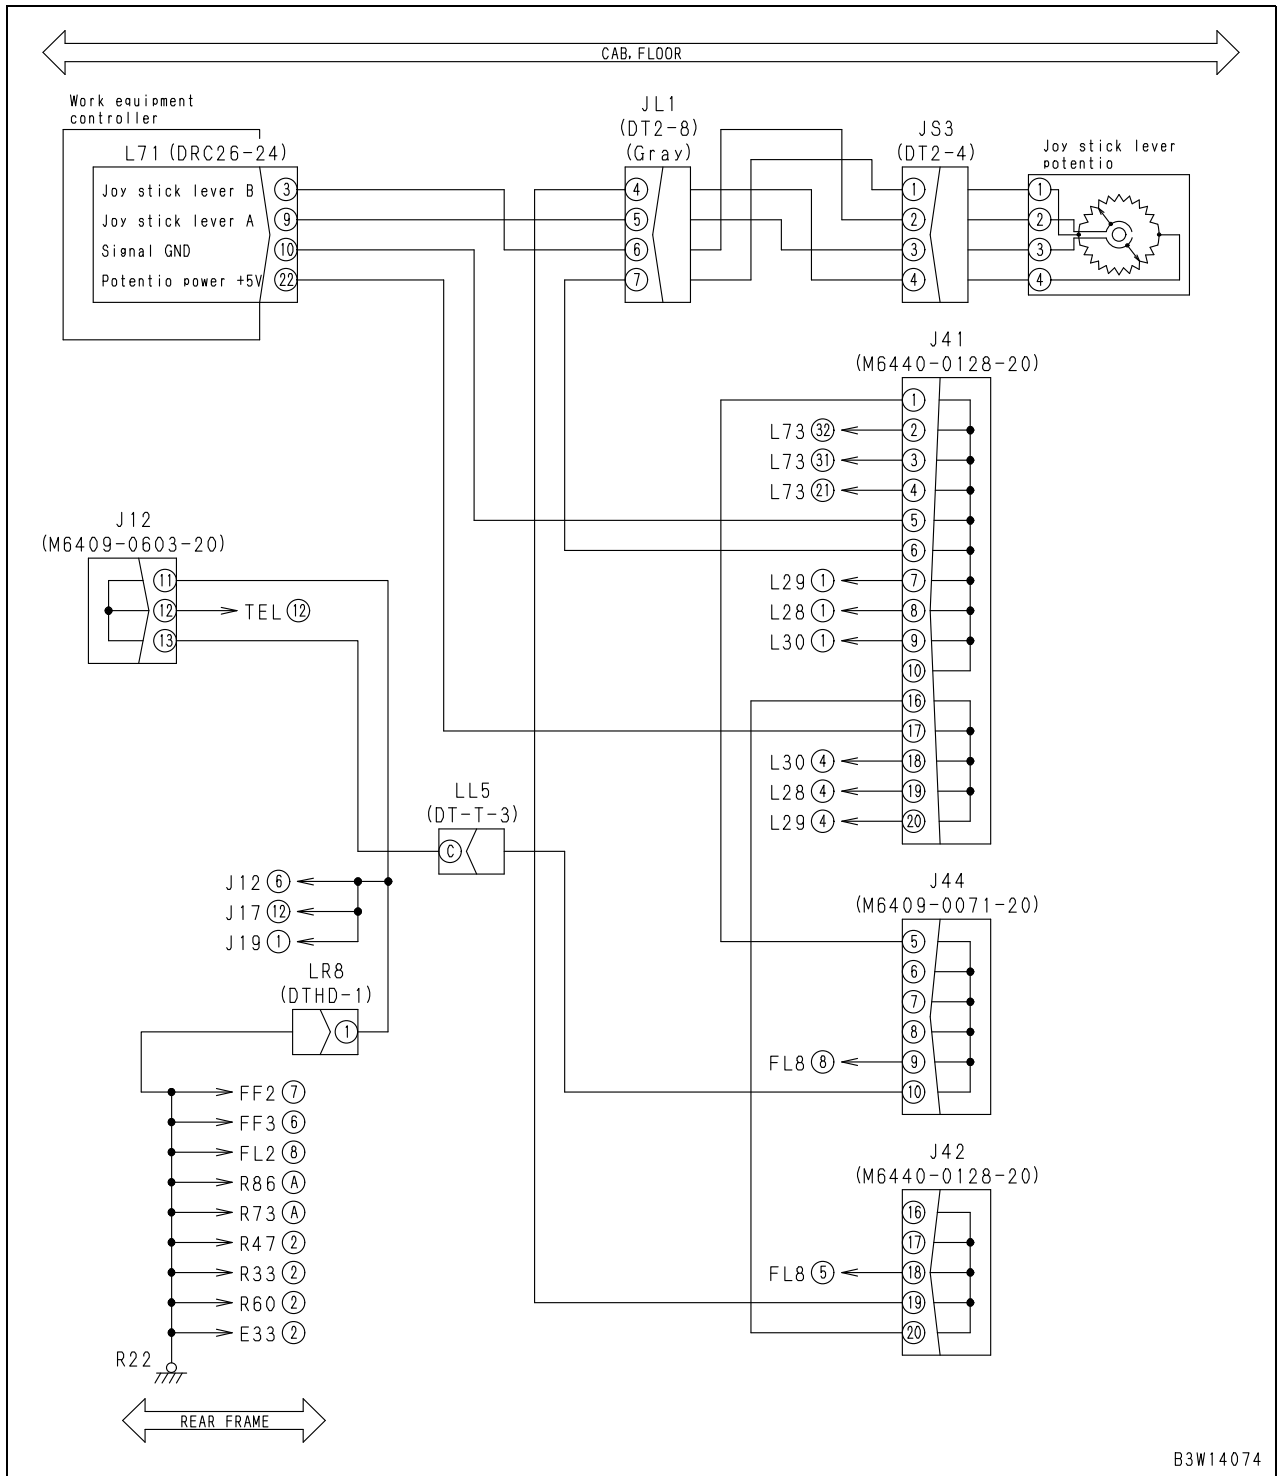 CAB, FLOOR
Work equipment
controller
L71 (DRC26-24)
Joy stick lever B 3
Joy stick lever A 9
Signal GND 10
Potentio power +5V 22
JL1
(DT2-8)
(Gray)
4
5
6
7
JS3
(DT2-4)
1
2
3
4
Joy stick lever
potentio
1
2
3
4
J41
(M6440-0128-20)
1
L73 32 2
L73 31 3
L73 21 4
5
6
L29 1 7
L28 1 8
L30 1 9
10
16
17
L30 4 18
L28 4 19
L29 4 20
J12
(M6409-0603-20)
11
12 TEL 12
13
LL5
(DT-T-3)
C
J12 6
J17 12
J19 1
LR8
(DTHD-1)
1
J44
(M6409-0071-20)
5
6
7
8
FL8 8 9
10
FF2 7
FF3 6
FL2 8
R86 A
R73 A
R47 2
R33 2
R60 2
E33 2
R22
J42
(M6440-0128-20)
16
17
FL8 5 18
19
20
REAR FRAME
B3W14074